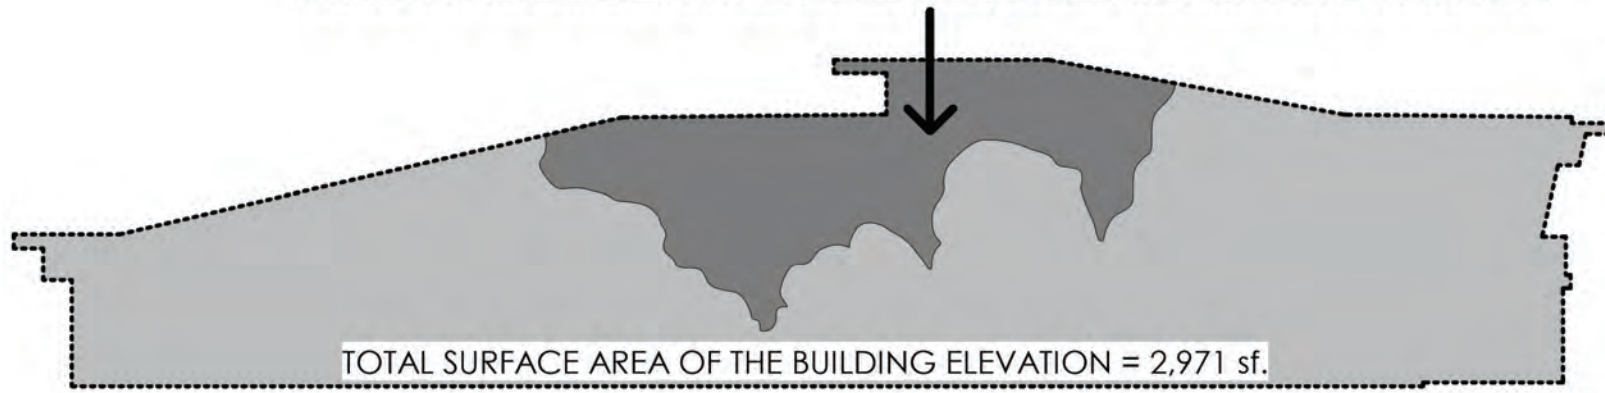 TOTAL SURFACE AREA OF THE BUILDING ELEVATION = 2,971 sf.